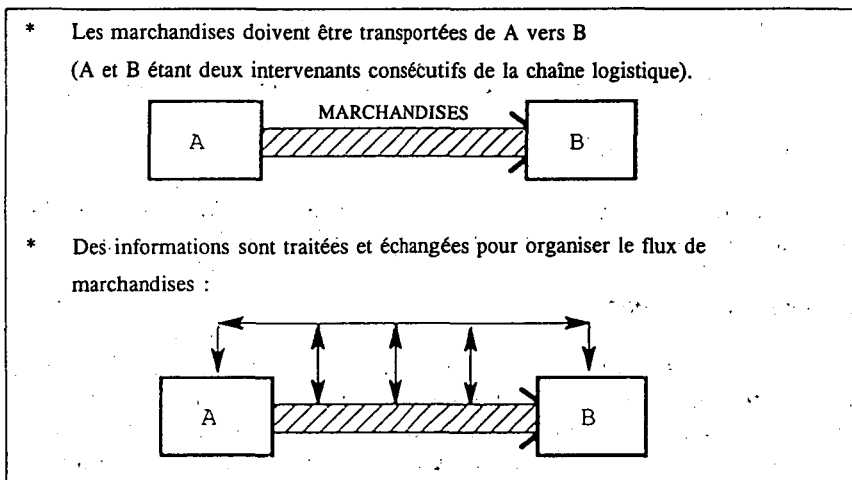 * Les marchandises doivent être transportées de A vers B
(A et B étant deux intervenants consécutifs de la chaîne logistique).
MARCHANDISES
A B
* Des informations sont traitées et échangées pour organiser le flux de
marchandises :
A B